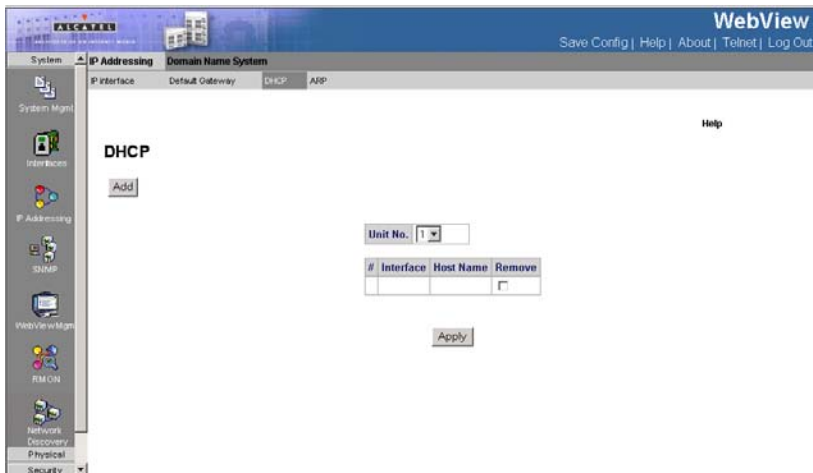 ALCATEL
WebView
Save Config | Help | About | Telnet | Log Out
System
IP Addressing Domain Name System
IP Interface Default Gateway DHCP ARP
System Mgmt
Interfaces
IP Addressing
SNMP
WebView Mgm
RMON
Network
Discovery
Physical
Security
Help
DHCP
Add
Unit No. 1
# Interface Host Name Remove
Apply